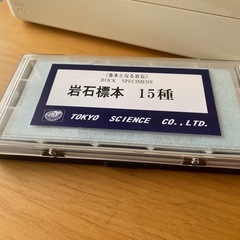 (基本となる岩石)
ROCK SPECIMENS
岩石標本 15種
TOKYO SCIENCE CO.,LTD.